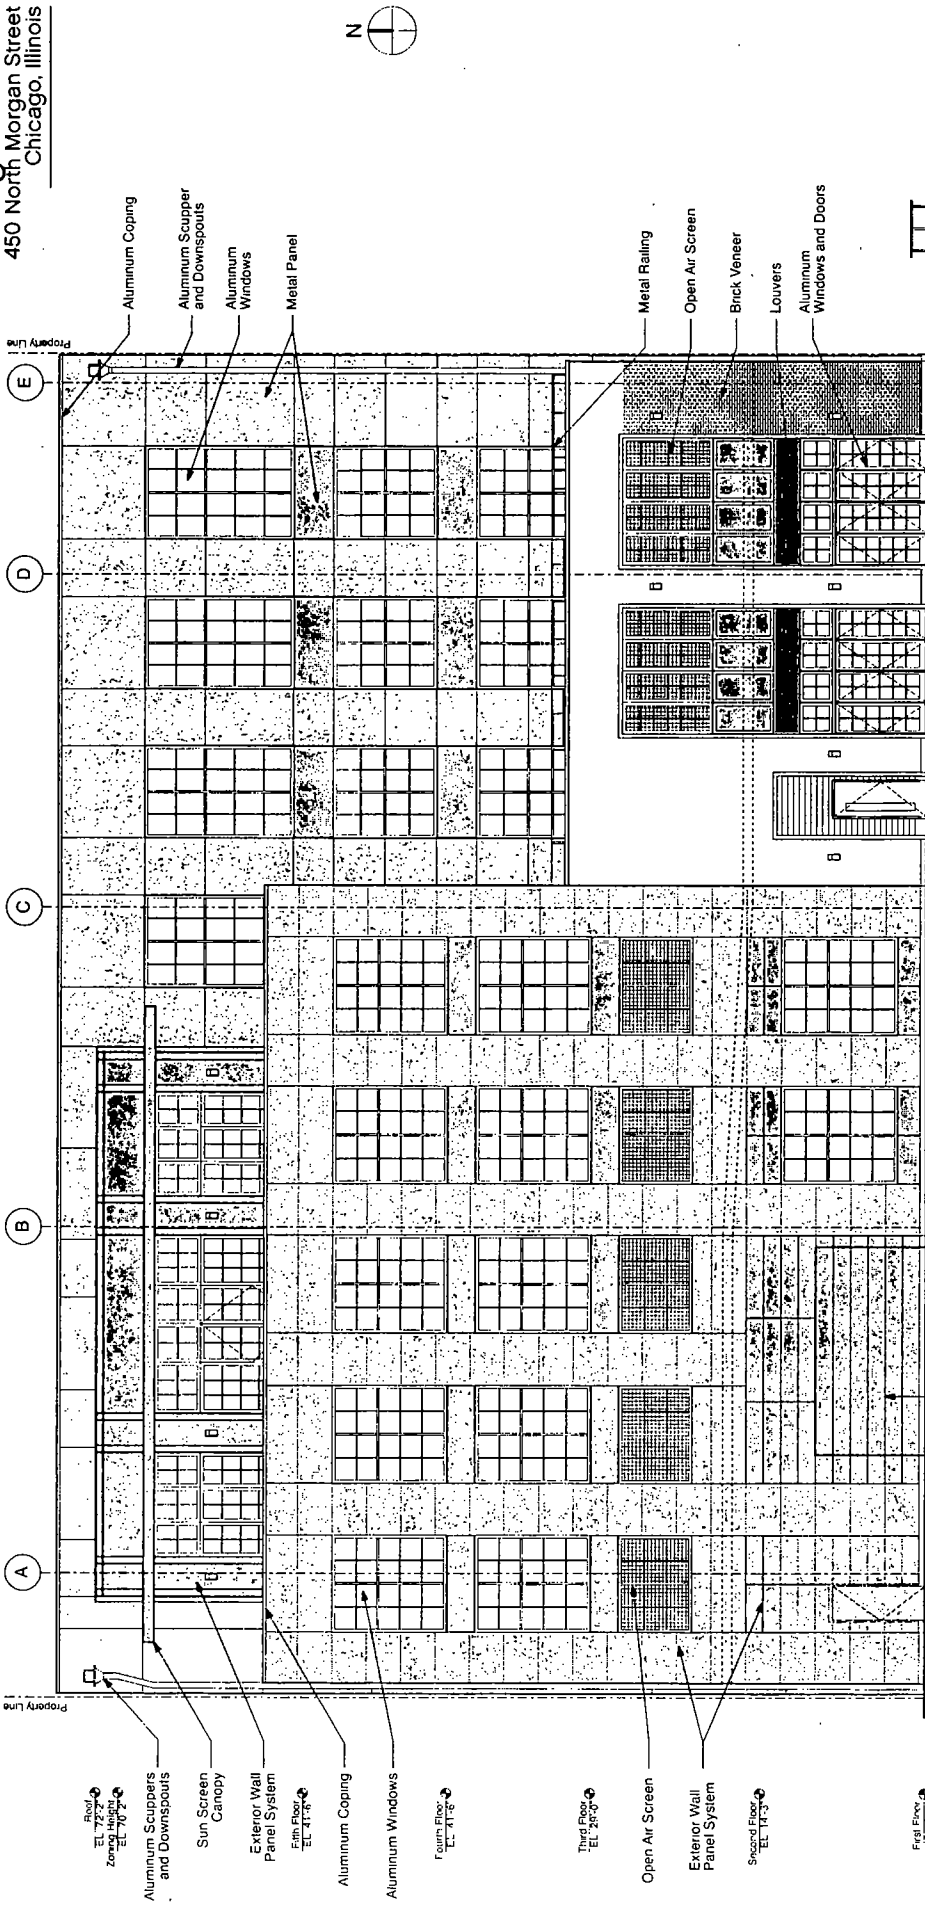 450 North Morgan Street
Chicago, Illinois
N
Aluminum Coping
Aluminum Scupper
and Downspouts
Aluminum
Windows
Metal Panel
Metal Railing
Open Air Screen
Brick Veneer
Louvers
Aluminum
Windows and Doors
Property Line
E
D
C
B
A
Property Line
Roof
EL 72'-2"
Zoning Height
EL 70'-2"
Aluminum Scuppers
and Downspouts
Sun Screen
Canopy
Exterior Wall
Panel System
Fifth Floor
Aluminum Coping
Aluminum Windows
Fourth Floor
EL 41'-6"
Third Floor
EL 29'-0"
Open Air Screen
Exterior Wall
Panel System
Second Floor
EL 14'-3"
First Floor